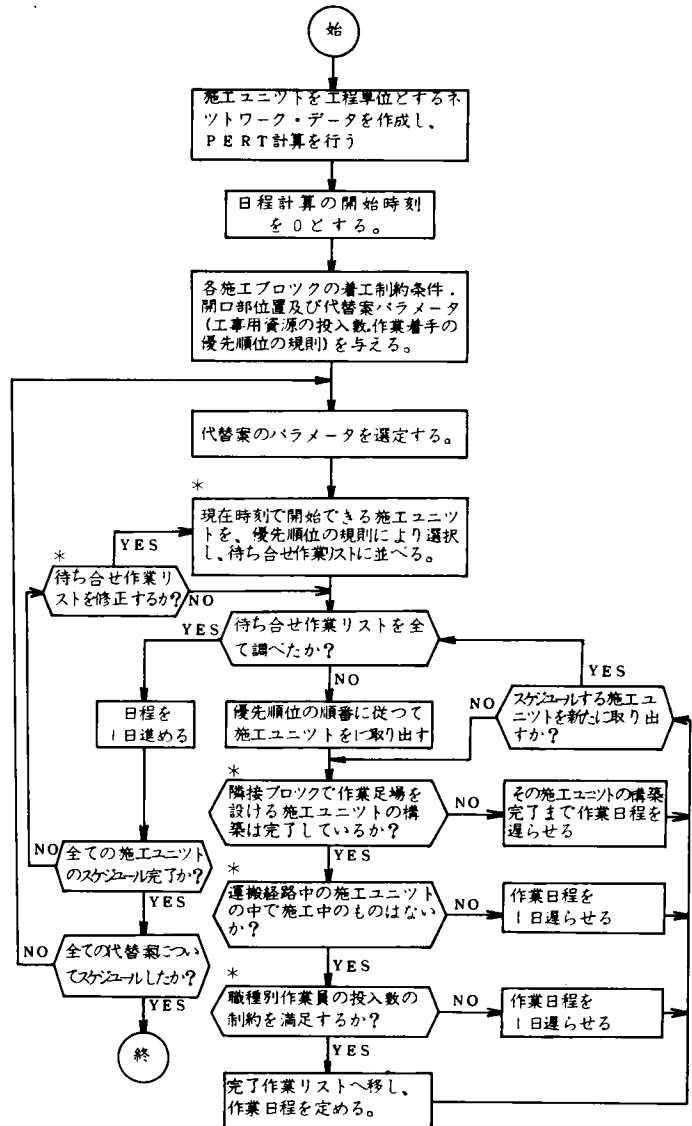 始
施工ユニツトを工程単位とするネ
ツトワーク・データを作成し、
PERT計算を行う
日程計算の開始時刻
を0とする。
各施工ブロツクの着工制約条件．
開口部位置及び代替案パラメータ
(工事用資源の投入数．作業着手の
優先順位の規則)を与える。
代替案のパラメータを選定する。
*
現在時刻で開始できる施工ユニツ
トを、優先順位の規則により選択
し、待ち合せ作業リストに並べる。
YES
*
待ち合せ作業リ
ストを修正するか?
NO
待ち合せ作業リストを全
て調べたか?
YES
NO
日程を
1日進める
優先順位の順番に従つて
施工ユニツトをに取り出す
YES
NO
スケジュールする施工ユ
ニツトを新たに取り出
すか?
*
隣接ブロツクで作業足場を
設ける施工ユニツトの構
築は完了しているか?
NO
その施工ユニツトの構築
完了まで作業日程を
遅らせる
YES
NO
全ての施工ユニツト
のスケジュール完了か?
YES
*
運搬経路中の施工ユニツト
の中で施工中のものはない
か?
NO
作業日程を
1日遅らせる
YES
NO
全ての代替案につい
てスケジュールしたか?
YES
*
職種別作業員の投入数の
制約を満足するか?
NO
作業日程を
1日遅らせる
YES
終
完了作業リストへ移し、
作業日程を定める。